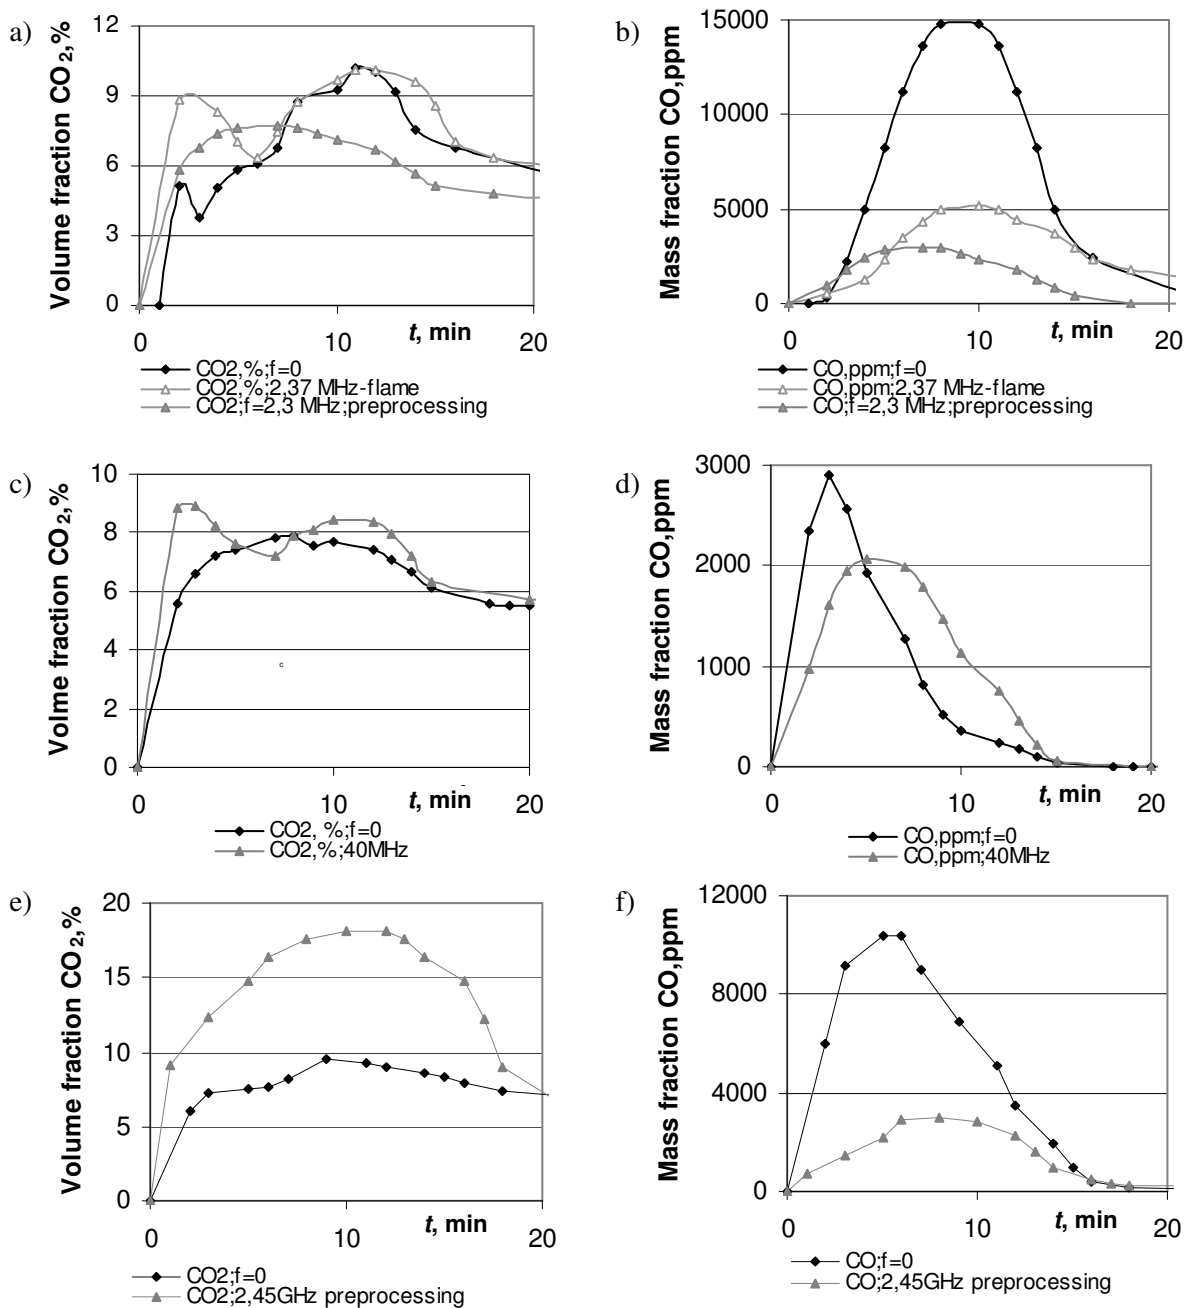 a)
Volume fraction CO2,%
12
9
6
3
0
0
10
20
t, min
CO2,%;f=0
CO2,%;2,37 MHz-flame
CO2;f=2,3 MHz;preprocessing
b)
Mass fraction CO,ppm
15000
10000
5000
0
0
10
20
t, min
CO,ppm;f=0
CO,ppm;2,37 MHz-flame
CO;f=2,3 MHz;preprocessing
c)
Volme fraction CO2,%
10
8
6
4
2
0
c
0
10
20
t, min
CO2, %;f=0
CO2,%;40MHz
d)
Mass fraction CO,ppm
3000
2000
1000
0
0
10
20
t, min
CO,ppm;f=0
CO,ppm;40MHz
e)
Volume fraction CO2,%
20
15
10
5
0
0
10
20
t, min
CO2;f=0
CO2;2,45GHz preprocessing
f)
Mass fraction CO,ppm
12000
8000
4000
0
0
10
20
t, min
CO;f=0
CO;2,45GHz preprocessing